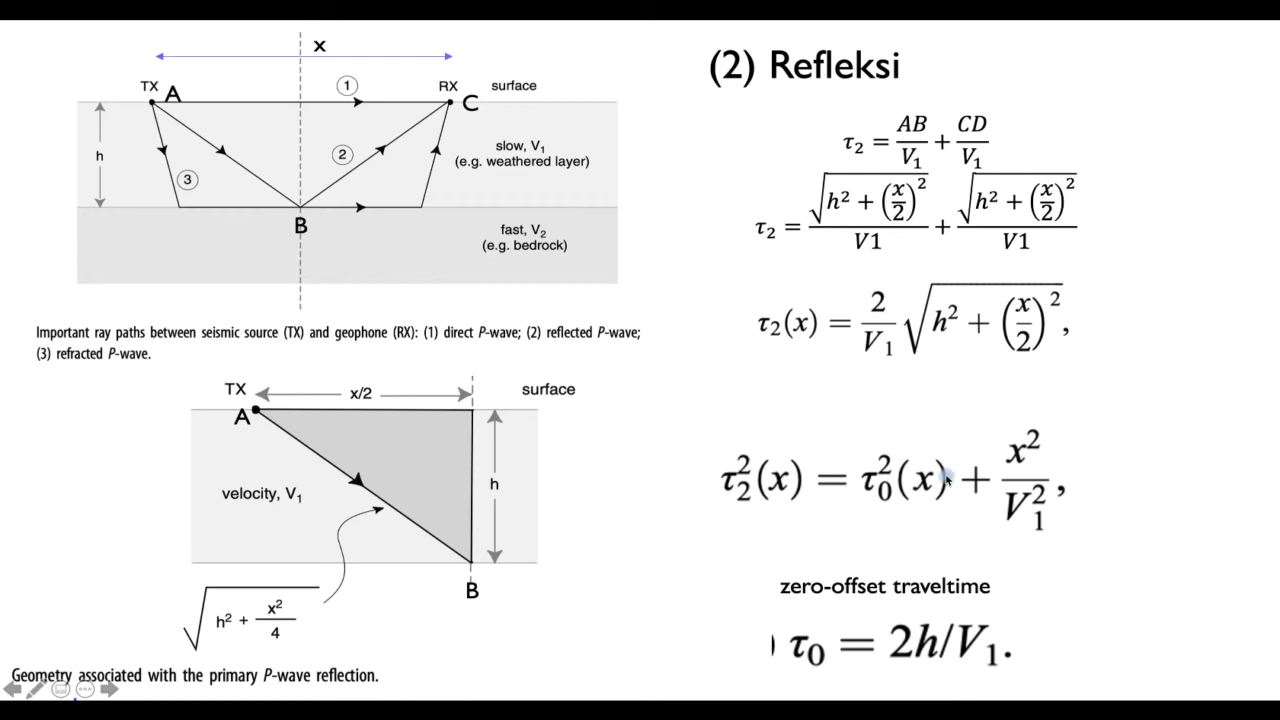 x
TX A 1 RX C surface
h
slow, V₁
(e.g. weathered layer)
2
3
B
fast, V₂
(e.g. bedrock)
Important ray paths between seismic source (TX) and geophone (RX): (1) direct P-wave; (2) reflected P-wave;
(3) refracted P-wave.
TX x/2 surface
A
velocity, V₁
h
B
√(h² + x²/4)
Geometry associated with the primary P-wave reflection.
(2) Refleksi
τ₂ = AB/V₁ + CD/V₁
τ₂ = √(h² + (x/2)²)/V1 + √(h² + (x/2)²)/V1
τ₂(x) = 2/V₁ √(h² + (x/2)²),
τ₂²(x) = τ₀²(x) + x²/V₁²,
zero-offset traveltime
) τ₀ = 2h/V₁.